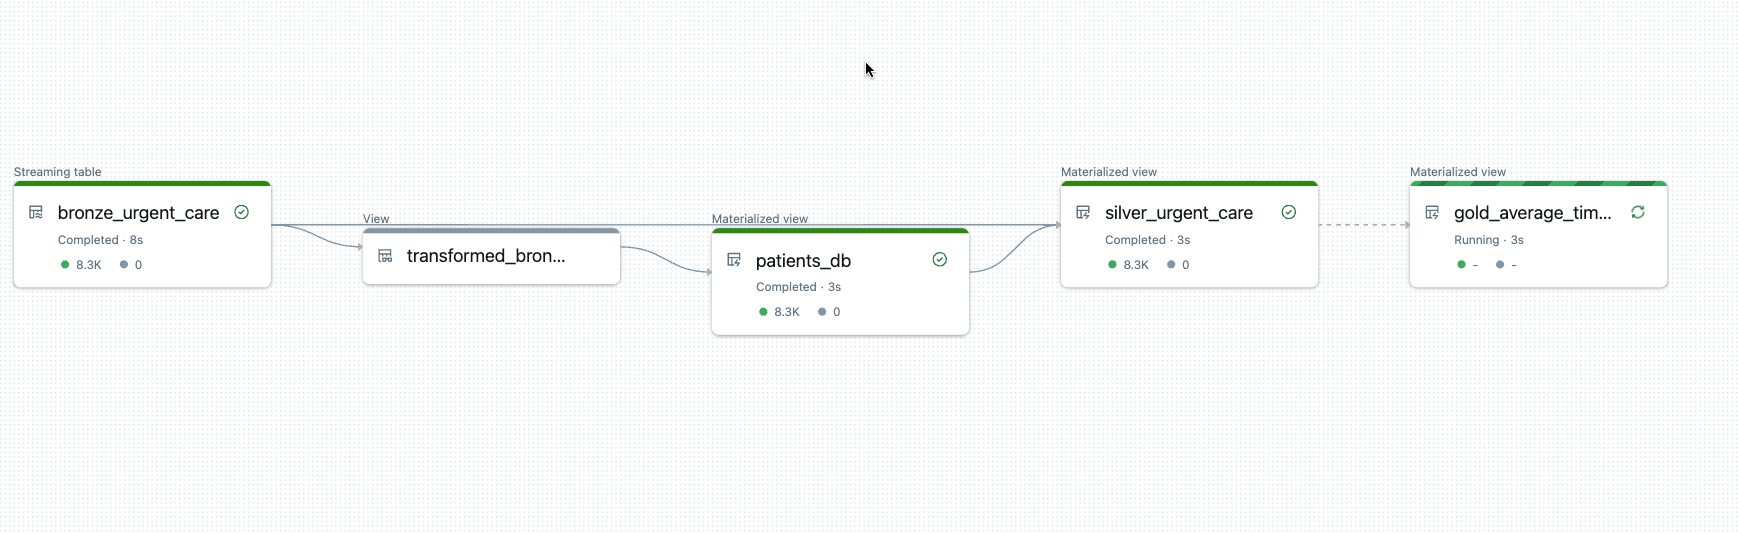 Streaming table
bronze_urgent_care
Completed · 8s
8.3K 0
View
transformed_bron...
Materialized view
patients_db
Completed · 3s
8.3K 0
Materialized view
silver_urgent_care
Completed · 3s
8.3K 0
Materialized view
gold_average_tim...
Running · 3s
- -